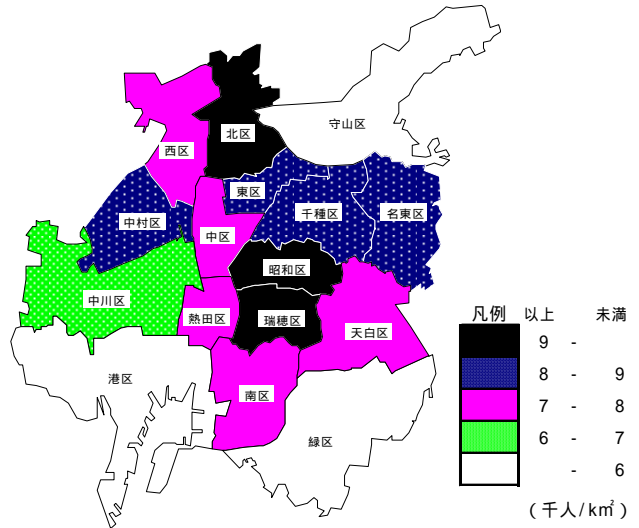 守山区
北区
西区
東区
千種区
名東区
中村区
中区
昭和区
中川区
熱田区
瑞穂区
天白区
港区
南区
緑区
凡例 以上 未満
9 -
8 - 9
7 - 8
6 - 7
- 6
(千人/km²)